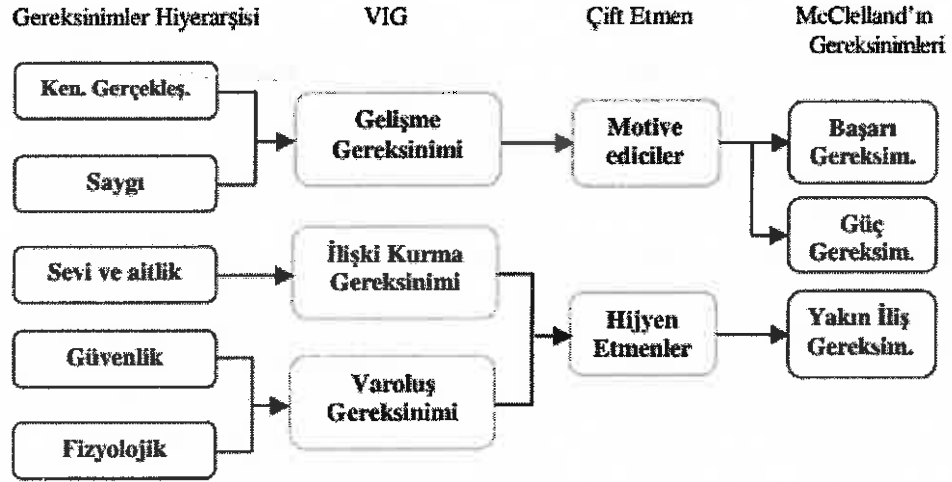 Gereksinimler Hiyerarşisi
VIG
Çift Etmen
McClelland'ın
Gereksinimleri
Ken. Gerçekleş.
Saygı
Sevi ve aitlik
Güvenlik
Fizyolojik
Gelişme
Gereksinimi
İlişki Kurma
Gereksinimi
Varoluş
Gereksinimi
Motive
ediciler
Hijyen
Etmenler
Başarı
Gereksim.
Güç
Gereksim.
Yakın İliş
Gereksim.